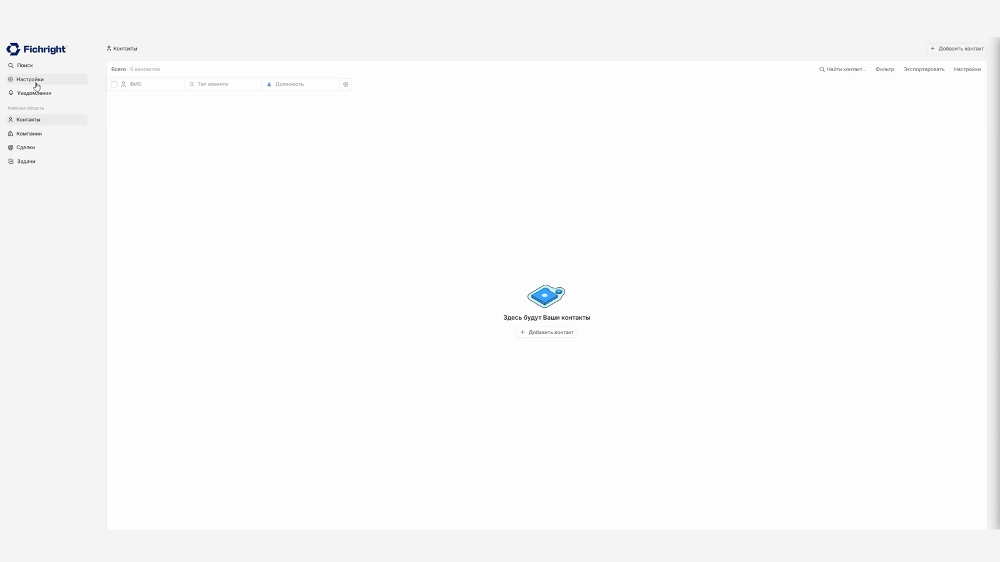 Fichright
Поиск
Настройки
Уведомления
Рабочая область
Контакты
Компании
Сделки
Задачи
Контакты
Добавить контакт
Всего · 0 контактов
Найти контакт...
Фильтр
Экспортировать
Настройки
ФИО
Тип клиента
Должность
Здесь будут Ваши контакты
Добавить контакт